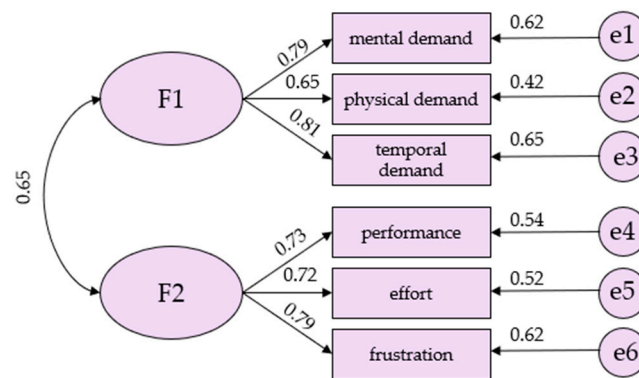 0.79
mental demand
0.62
e1
F1
0.65
physical demand
0.42
e2
0.81
temporal
demand
0.65
e3
0.65
0.73
performance
0.54
e4
F2
0.72
effort
0.52
e5
0.79
frustration
0.62
e6